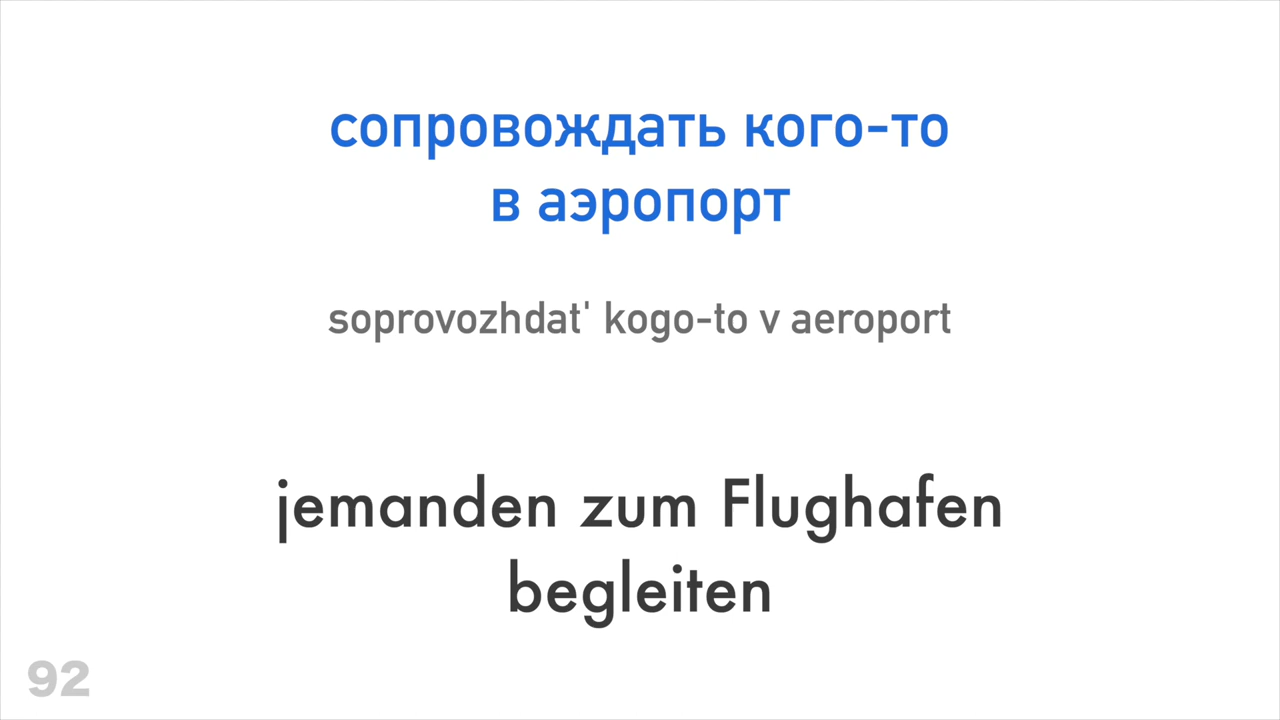 сопровождать кого-то
в аэропорт
soprovozhdat' kogo-to v aeroport
jemanden zum Flughafen
begleiten
92